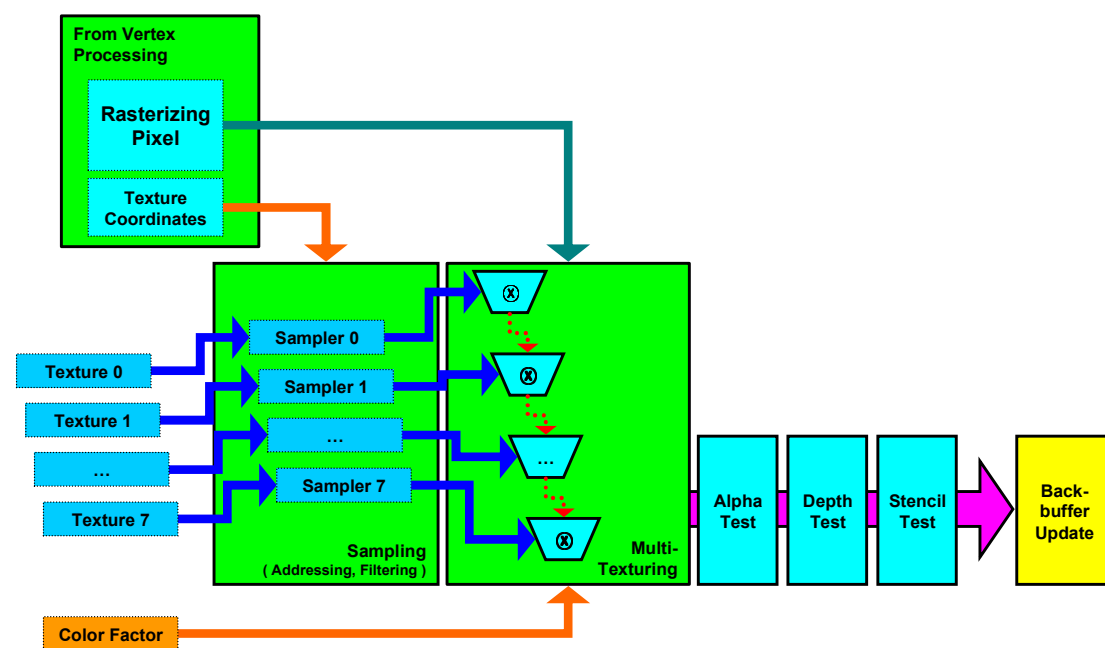 From Vertex
Processing
Rasterizing
Pixel
Texture
Coordinates
Texture 0
Texture 1
...
Texture 7
Sampler 0
Sampler 1
...
Sampler 7
Sampling
( Addressing, Filtering )
X
X
...
X
Multi-
Texturing
Alpha
Test
Depth
Test
Stencil
Test
Back-
buffer
Update
Color Factor